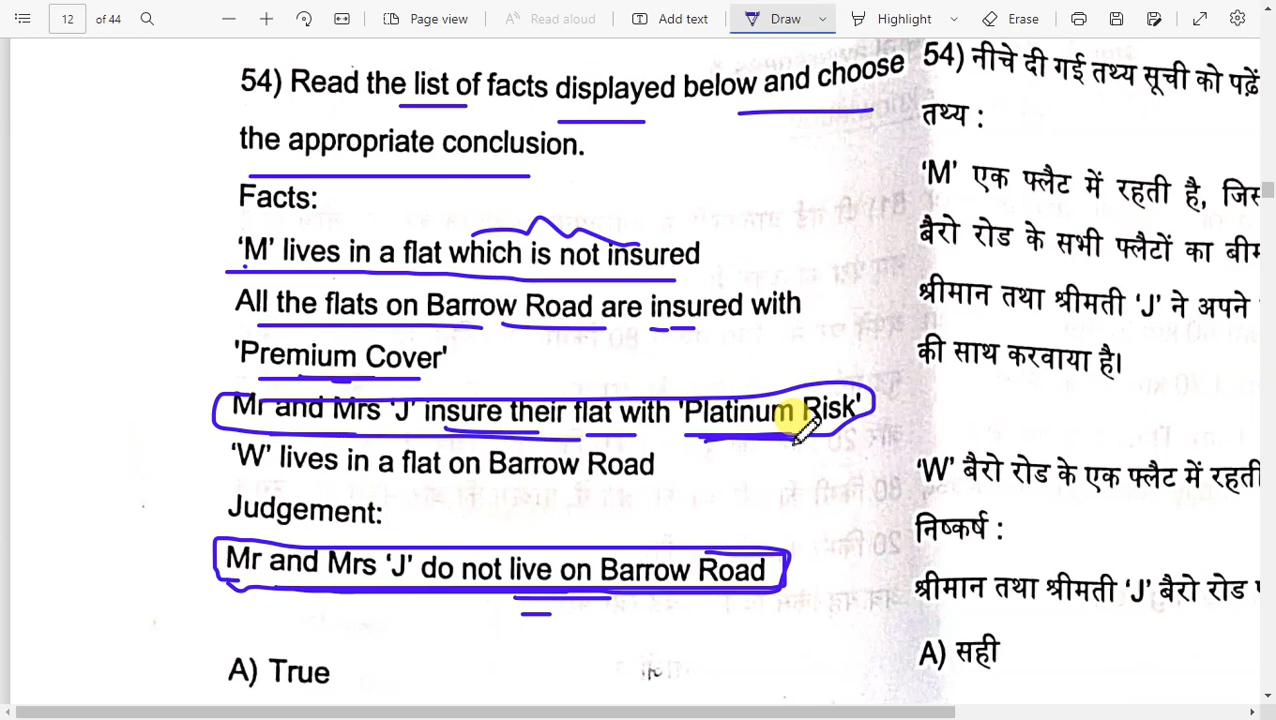 12
of 44
Page view
Read aloud
Add text
Draw
Highlight
Erase
54) Read the list of facts displayed below and choose
the appropriate conclusion.
Facts:
‘M’ lives in a flat which is not insured
All the flats on Barrow Road are insured with
'Premium Cover'
Mr and Mrs ‘J’ insure their flat with 'Platinum Risk'
‘W’ lives in a flat on Barrow Road
Judgement:
Mr and Mrs ‘J’ do not live on Barrow Road
A) True
54) नीचे दी गई तथ्य सूची को पढ़ें
तथ्य :
‘M’ एक फ्लैट में रहती है,
बैरो रोड के सभी फ्लैटों का
श्रीमान तथा श्रीमती ‘J’ ने अपने
की साथ करवाया है।
‘W’ बैरो रोड के एक फ्लैट में रहती
निष्कर्ष :
श्रीमान तथा श्रीमती ‘J’ बैरो रोड
A) सही